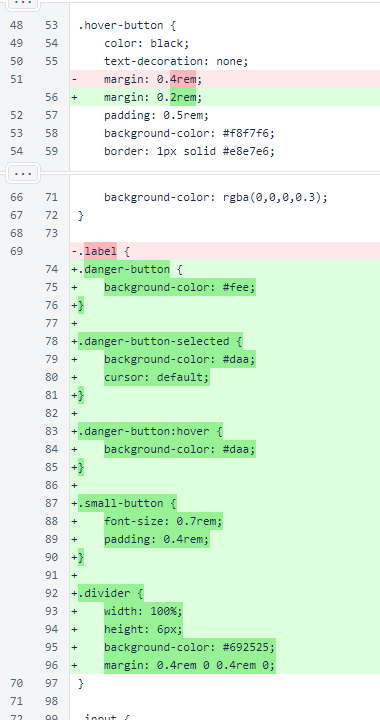 ...
48 53 .hover-button {
49 54 color: black;
50 55 text-decoration: none;
51 - margin: 0.4rem;
56 + margin: 0.2rem;
52 57 padding: 0.5rem;
53 58 background-color: #f8f7f6;
54 59 border: 1px solid #e8e7e6;
...
66 71 background-color: rgba(0,0,0,0.3);
67 72 }
68 73
69 -.label {
74 +.danger-button {
75 + background-color: #fee;
76 +}
77 +
78 +.danger-button-selected {
79 + background-color: #daa;
80 + cursor: default;
81 +}
82 +
83 +.danger-button:hover {
84 + background-color: #daa;
85 +}
86 +
87 +.small-button {
88 + font-size: 0.7rem;
89 + padding: 0.4rem;
90 +}
91 +
92 +.divider {
93 + width: 100%;
94 + height: 6px;
95 + background-color: #692525;
96 + margin: 0.4rem 0 0.4rem 0;
70 97 }
71 98
72 99 input {